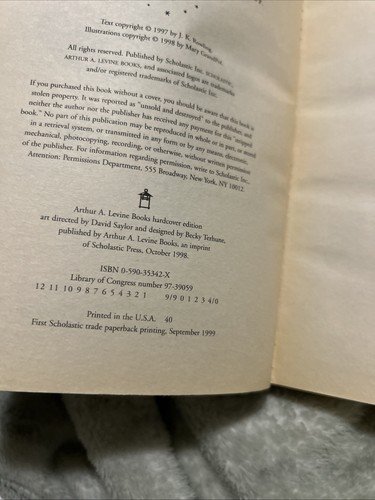 Text copyright © 1997 by J. K. Rowling.
Illustrations copyright © 1998 by Mary GrandPré.
All rights reserved. Published by Scholastic Inc. SCHOLASTIC,
ARTHUR A. LEVINE BOOKS, and associated logos are trademarks
and/or registered trademarks of Scholastic Inc.
If you purchased this book without a cover, you should be aware that this book is
stolen property. It was reported as "unsold and destroyed" to the publisher, and
neither the author nor the publisher has received any payment for this "stripped
book." No part of this publication may be reproduced in whole or in part, or stored
in a retrieval system, or transmitted in any form or by any means, electronic,
mechanical, photocopying, recording, or otherwise, without written permission
of the publisher. For information regarding permission, write to Scholastic Inc.,
Attention: Permissions Department, 555 Broadway, New York, NY 10012.
Arthur A. Levine Books hardcover edition
art directed by David Saylor and designed by Becky Terhune,
published by Arthur A. Levine Books, an imprint
of Scholastic Press, October 1998.
ISBN 0-590-35342-X
Library of Congress number 97-39059
12 11 10 9 8 7 6 5 4 3 2 1 9/9 0 1 2 3 4/0
Printed in the U.S.A. 40
First Scholastic trade paperback printing, September 1999